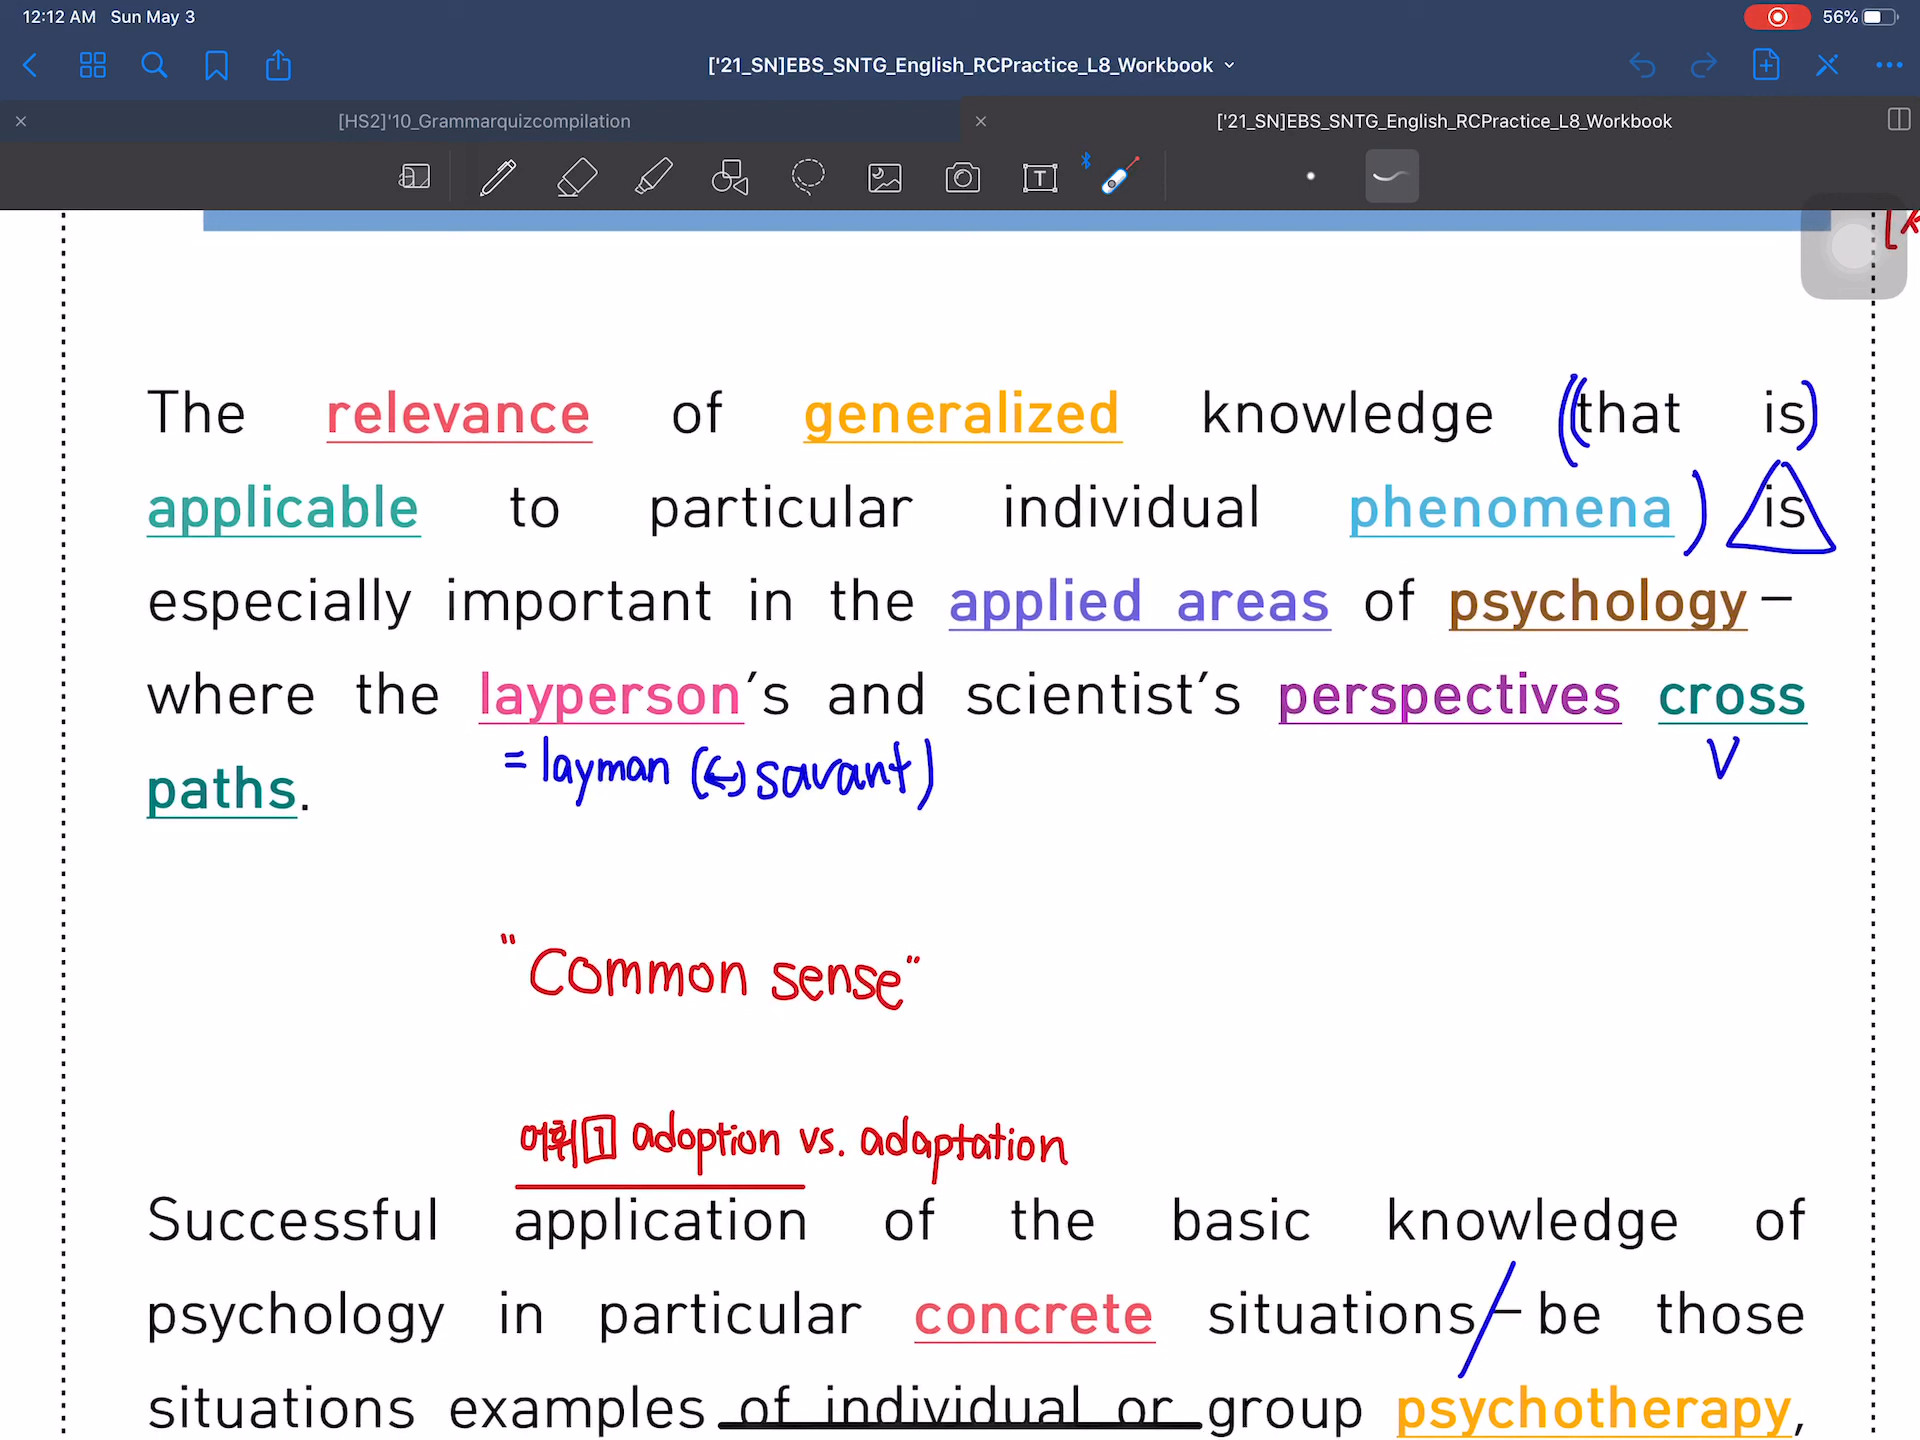 12:12 AM Sun May 3
56%
['21_SN]EBS_SNTG_English_RCPractice_L8_Workbook
[HS2]'10_Grammarquizcompilation
['21_SN]EBS_SNTG_English_RCPractice_L8_Workbook
The relevance of generalized knowledge ((that is)
applicable to particular individual phenomena) is
especially important in the applied areas of psychology –
where the layperson's and scientist's perspectives cross
= layman (↔) savant) V
paths.
"Common sense"
어휘 1 adoption vs. adaptation
Successful application of the basic knowledge of
psychology in particular concrete situations/– be those
situations examples of individual or group psychotherapy,